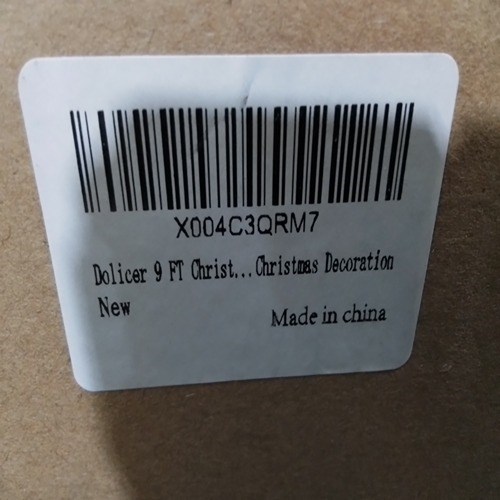 X004C3QRM7
Dolicer 9 FT Christ...Christmas Decoration
New
Made in china